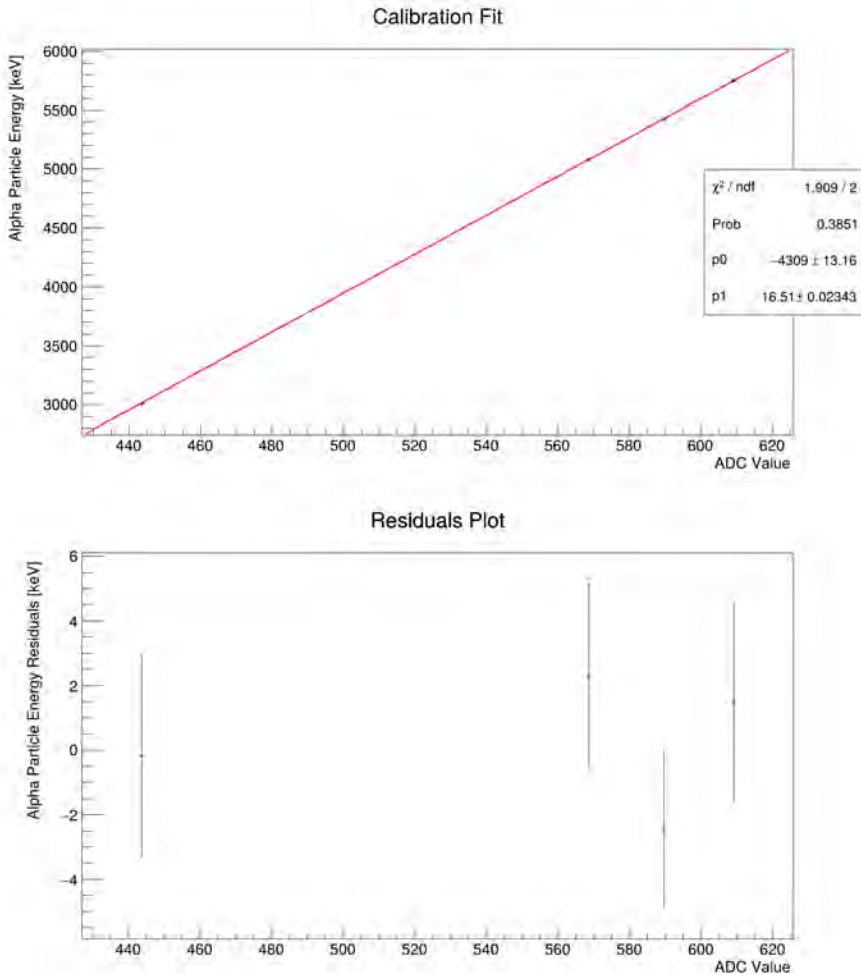 Calibration Fit
Alpha Particle Energy [keV]
6000
5500
5000
4500
4000
3500
3000
440 460 480 500 520 540 560 580 600 620
ADC Value
χ² / ndf 1.909 / 2
Prob 0.3851
p0 −4309 ± 13.16
p1 16.51 ± 0.02343
Residuals Plot
Alpha Particle Energy Residuals [keV]
6
4
2
0
−2
−4
440 460 480 500 520 540 560 580 600 620
ADC Value